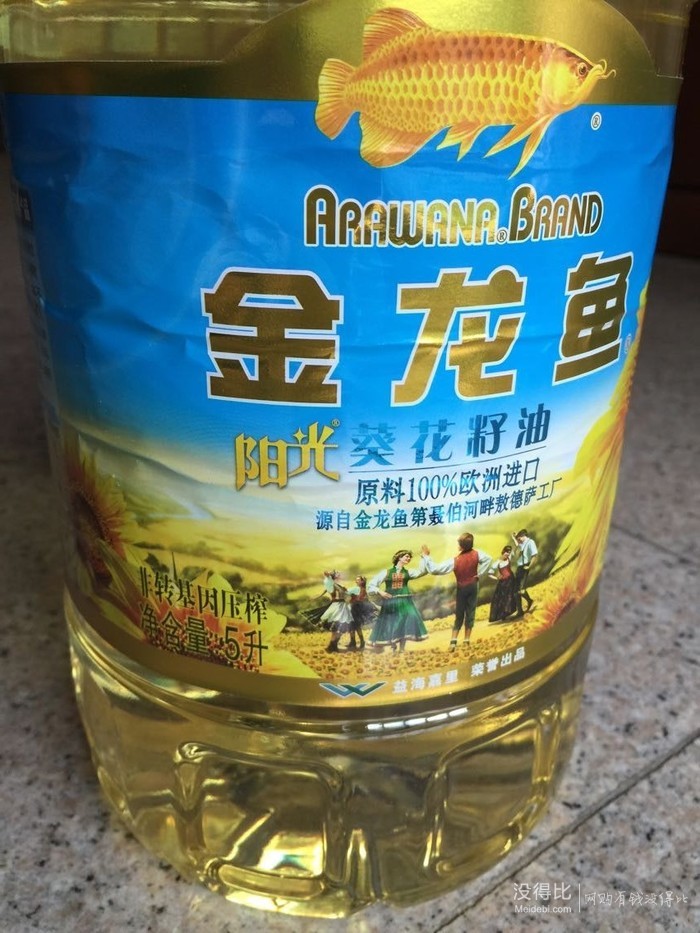 ARAWANA® BRAND
金龙鱼®
阳光® 葵花籽油
原料100%欧洲进口
源自金龙鱼第聂伯河畔敖德萨工厂
非转基因压榨
净含量:5升
益海嘉里 荣誉出品
没得比 网购有钱没得比
Meidebi.com